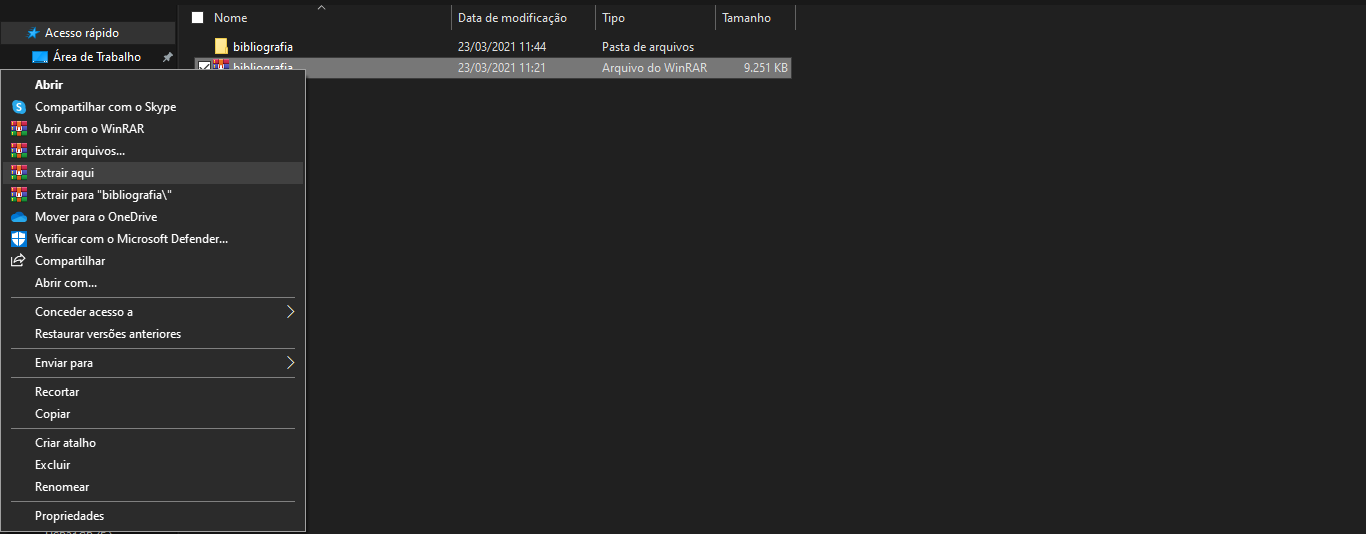 Nome Data de modificação Tipo Tamanho
Acesso rápido
Área de Trabalho
bibliografia 23/03/2021 11:44 Pasta de arquivos
bibliografia 23/03/2021 11:21 Arquivo do WinRAR 9.251 KB
Abrir
Compartilhar com o Skype
Abrir com o WinRAR
Extrair arquivos...
Extrair aqui
Extrair para "bibliografia\"
Mover para o OneDrive
Verificar com o Microsoft Defender...
Compartilhar
Abrir com...
Conceder acesso a
Restaurar versões anteriores
Enviar para
Recortar
Copiar
Criar atalho
Excluir
Renomear
Propriedades